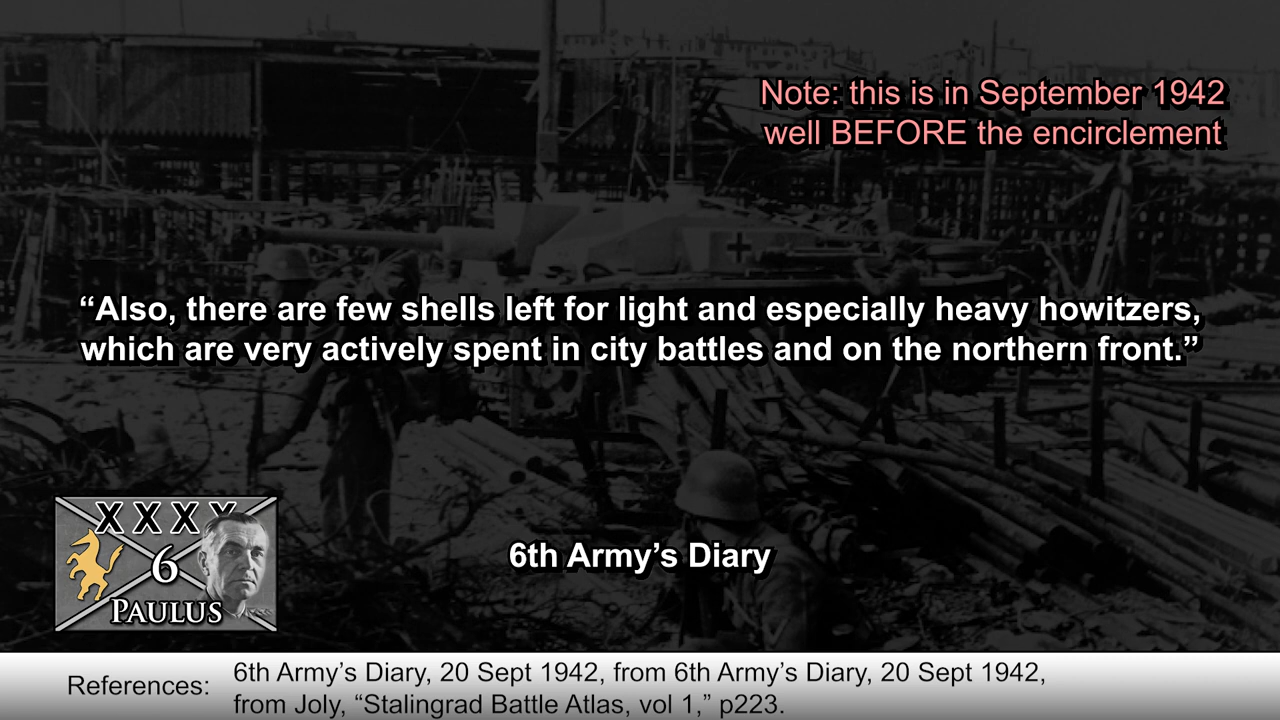 Note: this is in September 1942
well BEFORE the encirclement
“Also, there are few shells left for light and especially heavy howitzers,
which are very actively spent in city battles and on the northern front.”
XXXX
6
PAULUS
6th Army’s Diary
References:
6th Army’s Diary, 20 Sept 1942, from 6th Army’s Diary, 20 Sept 1942,
from Joly, “Stalingrad Battle Atlas, vol 1,” p223.